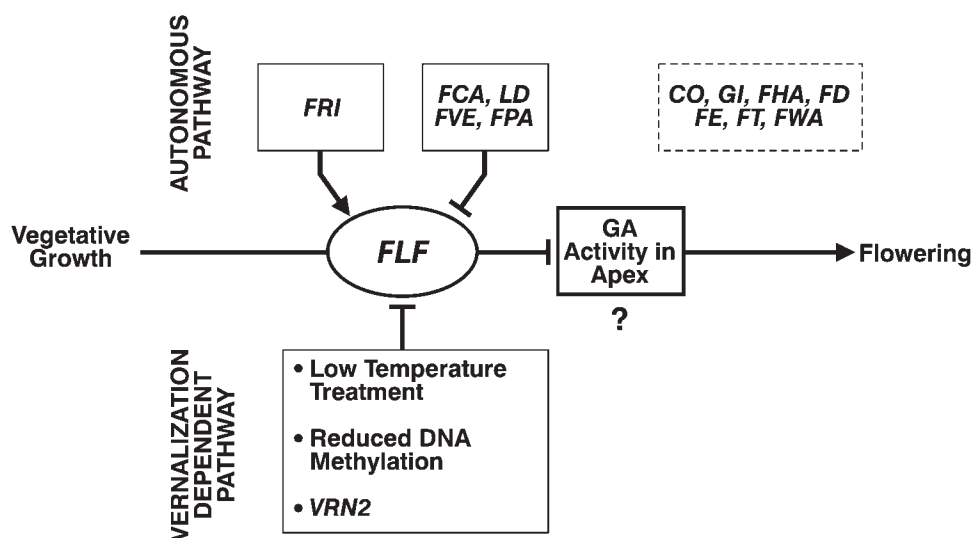 AUTONOMOUS
PATHWAY
FRI
FCA, LD
FVE, FPA
CO, GI, FHA, FD
FE, FT, FWA
Vegetative
Growth
FLF
GA
Activity in
Apex
Flowering
?
VERNALIZATION
DEPENDENT
PATHWAY
• Low Temperature
Treatment
• Reduced DNA
Methylation
• VRN2